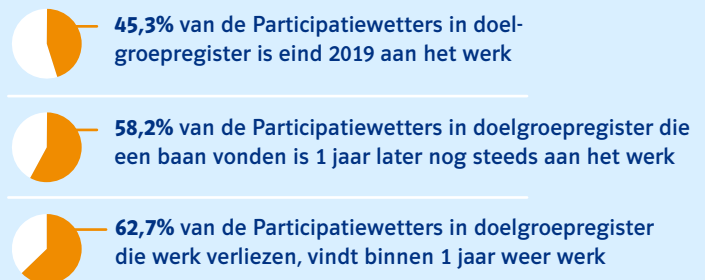 45,3% van de Participatiewetters in doel-
groepregister is eind 2019 aan het werk
58,2% van de Participatiewetters in doelgroepregister die
een baan vonden is 1 jaar later nog steeds aan het werk
62,7% van de Participatiewetters in doelgroepregister
die werk verliezen, vindt binnen 1 jaar weer werk